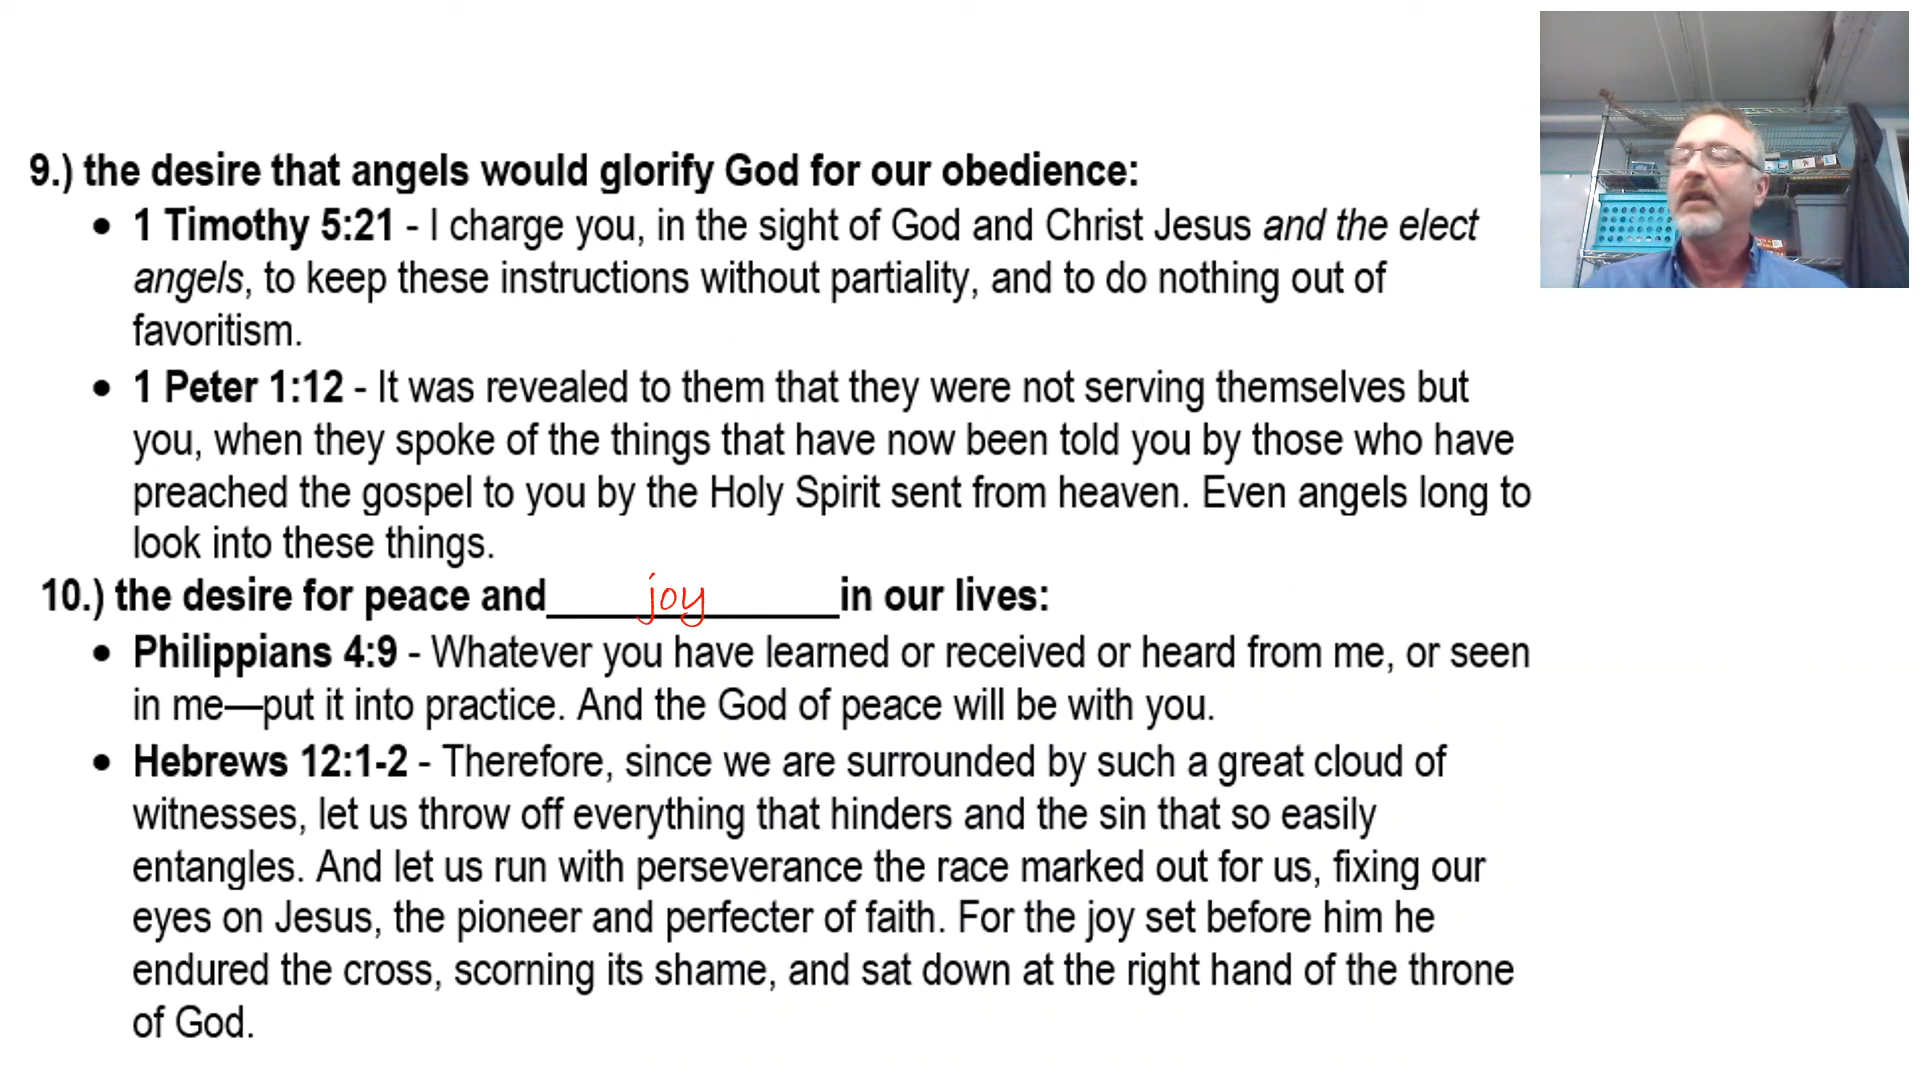 9.) the desire that angels would glorify God for our obedience:
• 1 Timothy 5:21 - I charge you, in the sight of God and Christ Jesus and the elect
angels, to keep these instructions without partiality, and to do nothing out of
favoritism.
• 1 Peter 1:12 - It was revealed to them that they were not serving themselves but
you, when they spoke of the things that have now been told you by those who have
preached the gospel to you by the Holy Spirit sent from heaven. Even angels long to
look into these things.
10.) the desire for peace and joy in our lives:
• Philippians 4:9 - Whatever you have learned or received or heard from me, or seen
in me—put it into practice. And the God of peace will be with you.
• Hebrews 12:1-2 - Therefore, since we are surrounded by such a great cloud of
witnesses, let us throw off everything that hinders and the sin that so easily
entangles. And let us run with perseverance the race marked out for us, fixing our
eyes on Jesus, the pioneer and perfecter of faith. For the joy set before him he
endured the cross, scorning its shame, and sat down at the right hand of the throne
of God.